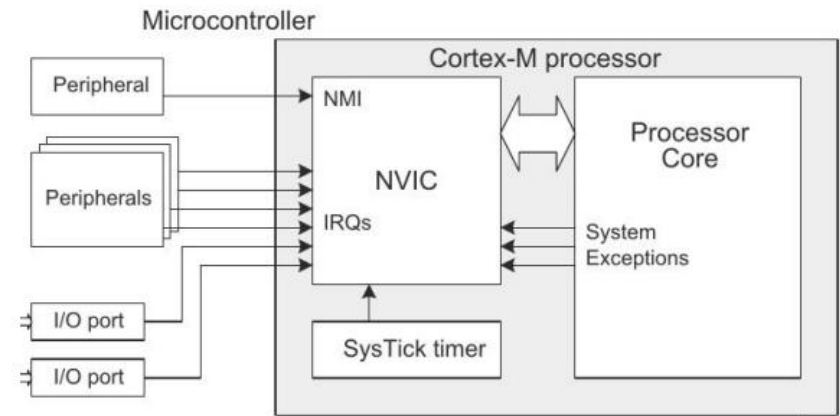 Microcontroller
Cortex-M processor
Peripheral
NMI
Processor
Core
NVIC
Peripherals
IRQs
System
Exceptions
I/O port
SysTick timer
I/O port